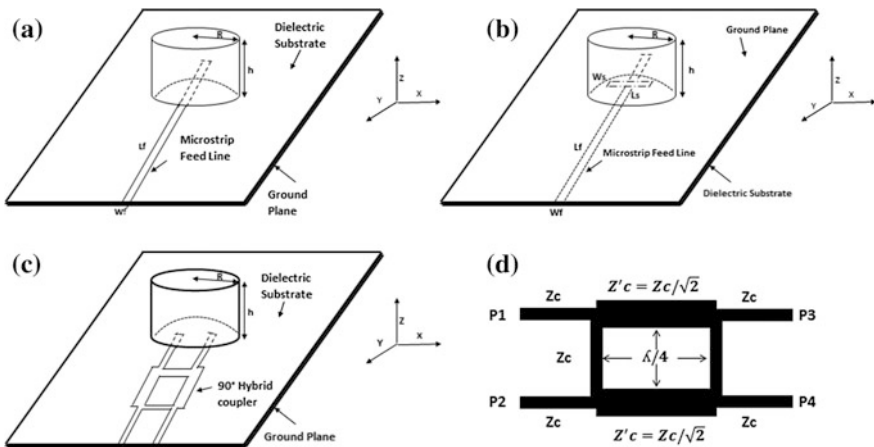 (a)
R
Dielectric
Substrate
h
Z
Y
X
Lf
Microstrip
Feed Line
Ground
Plane
Wf
(b)
R
Ground Plane
h
Ws
Ls
Z
Y
X
Lf
Microstrip Feed Line
Dielectric Substrate
Wf
(c)
R
Dielectric
Substrate
h
Z
Y
X
90° Hybrid
coupler
Ground Plane
(d)
Z'c = Zc/√2
Zc
Zc
P1
P3
Zc
ʎ/4
P2
P4
Zc
Zc
Z'c = Zc/√2